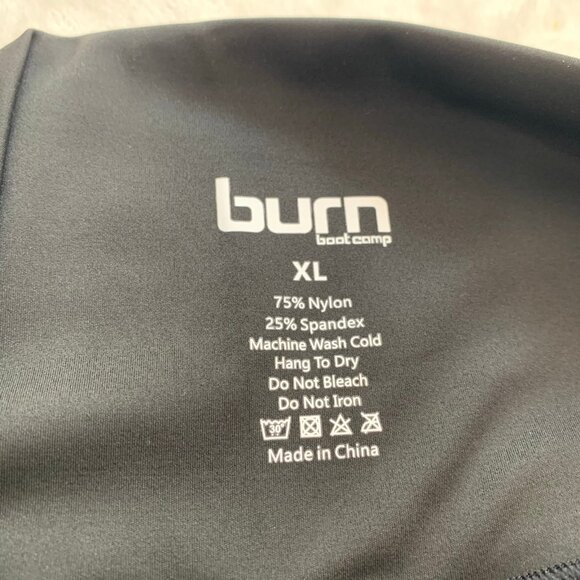 burn
boot camp
XL
75% Nylon
25% Spandex
Machine Wash Cold
Hang To Dry
Do Not Bleach
Do Not Iron
30°
Made in China